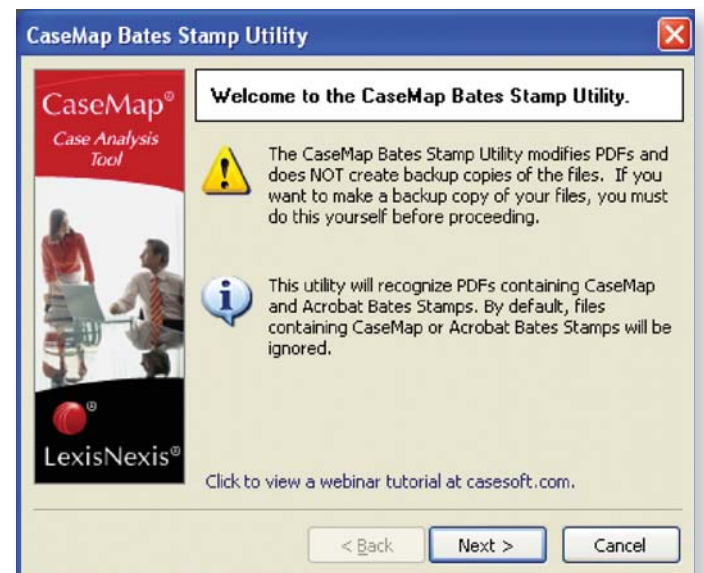 CaseMap Bates Stamp Utility
CaseMap®
Case Analysis
Tool
LexisNexis®
Welcome to the CaseMap Bates Stamp Utility.
The CaseMap Bates Stamp Utility modifies PDFs and
does NOT create backup copies of the files. If you
want to make a backup copy of your files, you must
do this yourself before proceeding.
This utility will recognize PDFs containing CaseMap
and Acrobat Bates Stamps. By default, files
containing CaseMap or Acrobat Bates Stamps will be
ignored.
Click to view a webinar tutorial at casesoft.com.
< Back
Next >
Cancel